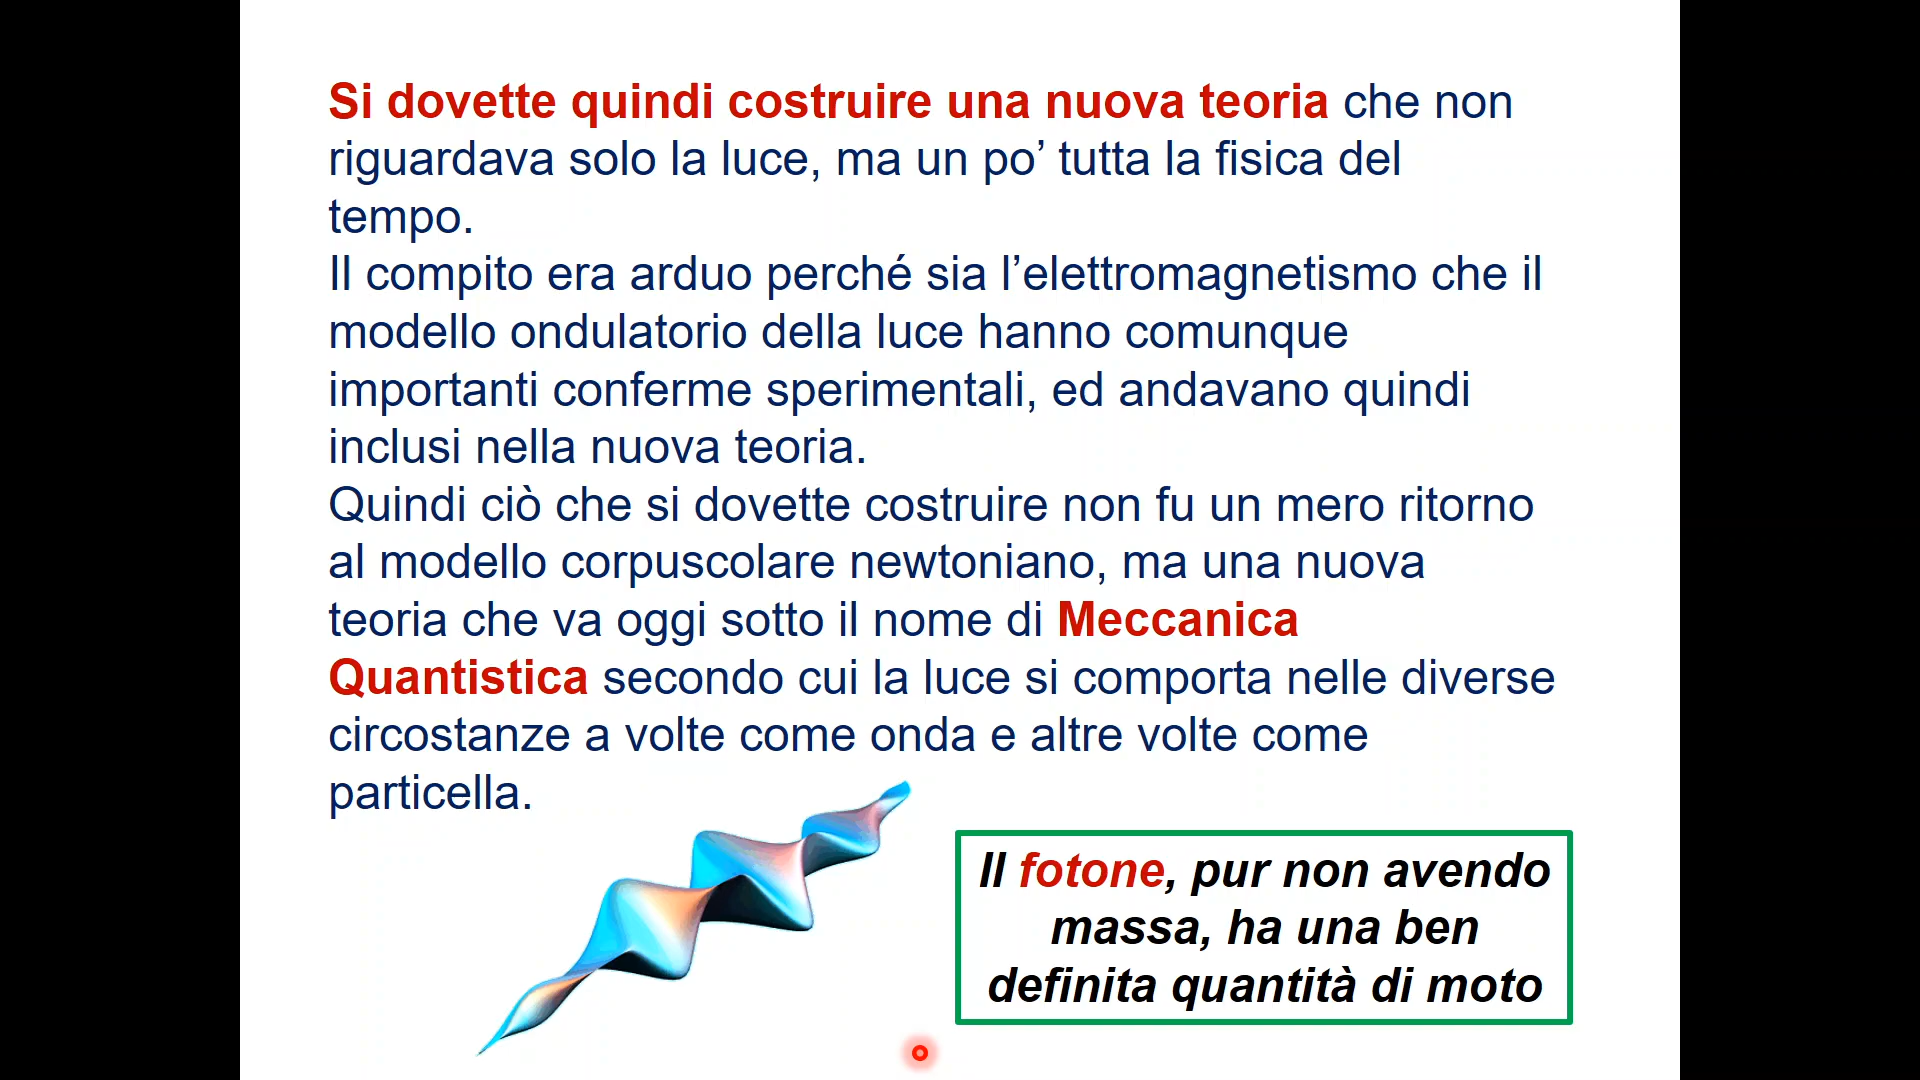 Si dovette quindi costruire una nuova teoria che non
riguardava solo la luce, ma un po’ tutta la fisica del
tempo.
Il compito era arduo perché sia l’elettromagnetismo che il
modello ondulatorio della luce hanno comunque
importanti conferme sperimentali, ed andavano quindi
inclusi nella nuova teoria.
Quindi ciò che si dovette costruire non fu un mero ritorno
al modello corpuscolare newtoniano, ma una nuova
teoria che va oggi sotto il nome di Meccanica
Quantistica secondo cui la luce si comporta nelle diverse
circostanze a volte come onda e altre volte come
particella.
Il fotone, pur non avendo
massa, ha una ben
definita quantità di moto